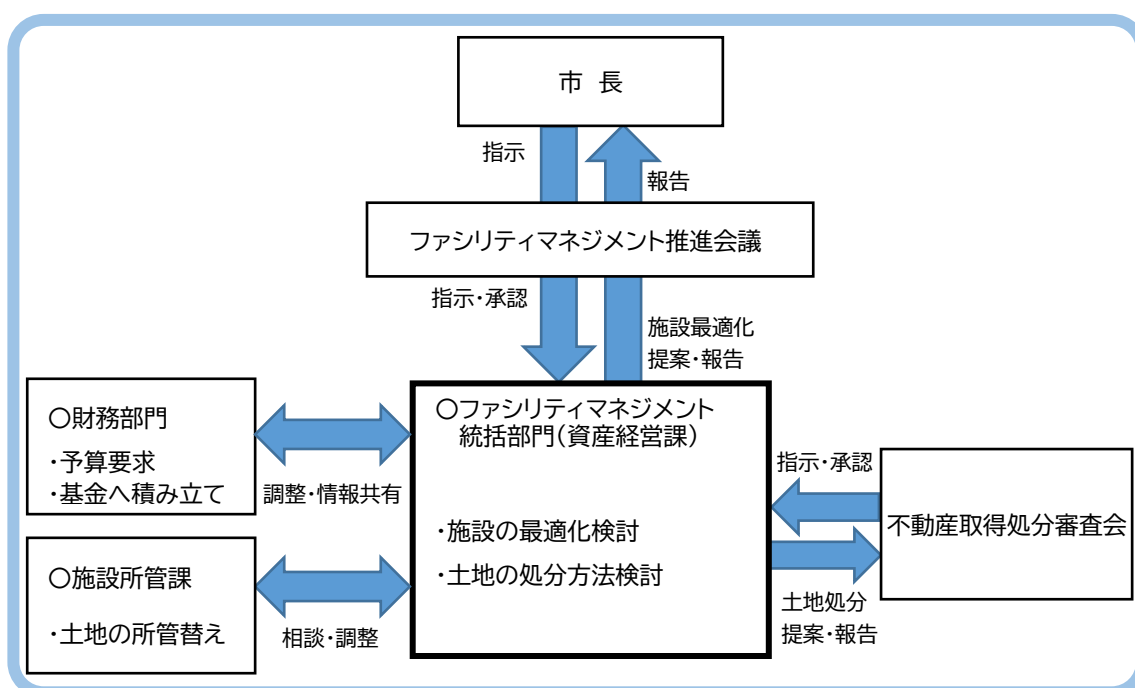 市 長
指示
報告
ファシリティマネジメント推進会議
指示・承認
施設最適化
提案・報告
〇財務部門
・予算要求
・基金へ積み立て
調整・情報共有
〇ファシリティマネジメント
統括部門(資産経営課)
・施設の最適化検討
・土地の処分方法検討
指示・承認
不動産取得処分審査会
土地処分
提案・報告
〇施設所管課
・土地の所管替え
相談・調整